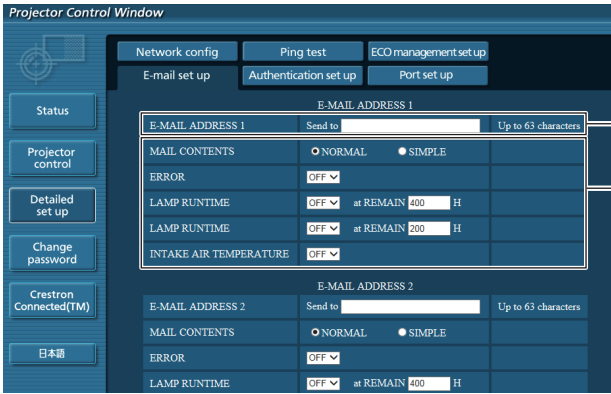 Projector Control Window
Network config Ping test ECO management set up
E-mail set up Authentication set up Port set up
Status
Projector control
Detailed set up
Change password
Crestron Connected(TM)
日本語
E-MAIL ADDRESS 1
E-MAIL ADDRESS 1 Send to Up to 63 characters
MAIL CONTENTS NORMAL SIMPLE
ERROR OFF
LAMP RUNTIME OFF at REMAIN 400 H
LAMP RUNTIME OFF at REMAIN 200 H
INTAKE AIR TEMPERATURE OFF
E-MAIL ADDRESS 2
E-MAIL ADDRESS 2 Send to Up to 63 characters
MAIL CONTENTS NORMAL SIMPLE
ERROR OFF
LAMP RUNTIME OFF at REMAIN 400 H